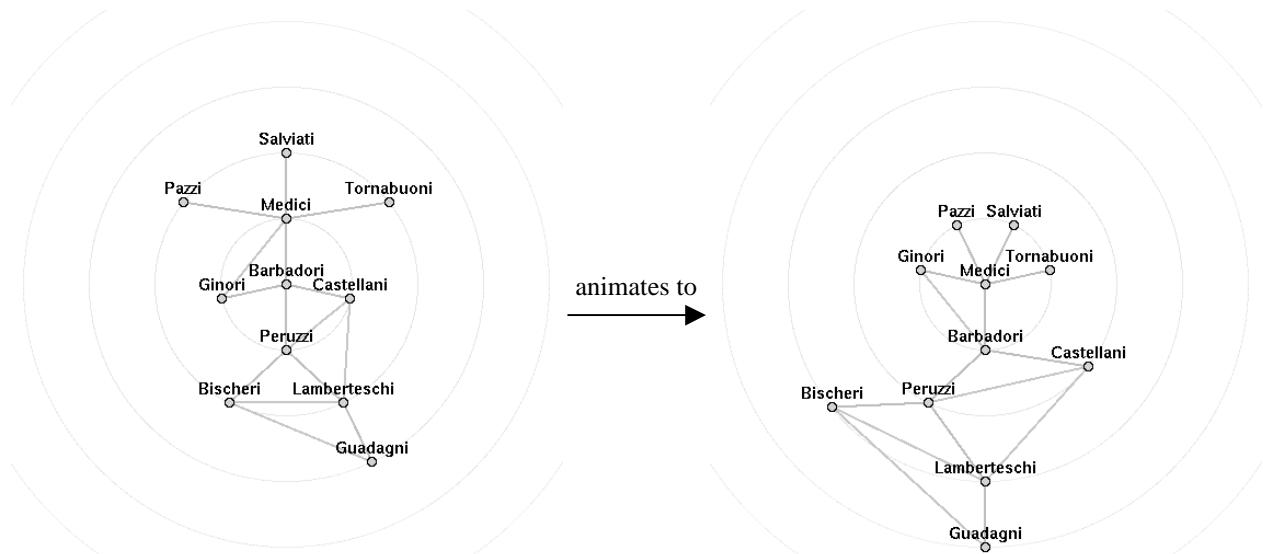 Salviati
Pazzi
Tornabuoni
Medici
Barbadori
Ginori
Castellani
Peruzzi
Bischeri
Lamberteschi
Guadagni
animates to
Pazzi
Salviati
Ginori
Tornabuoni
Medici
Barbadori
Castellani
Peruzzi
Bischeri
Lamberteschi
Guadagni